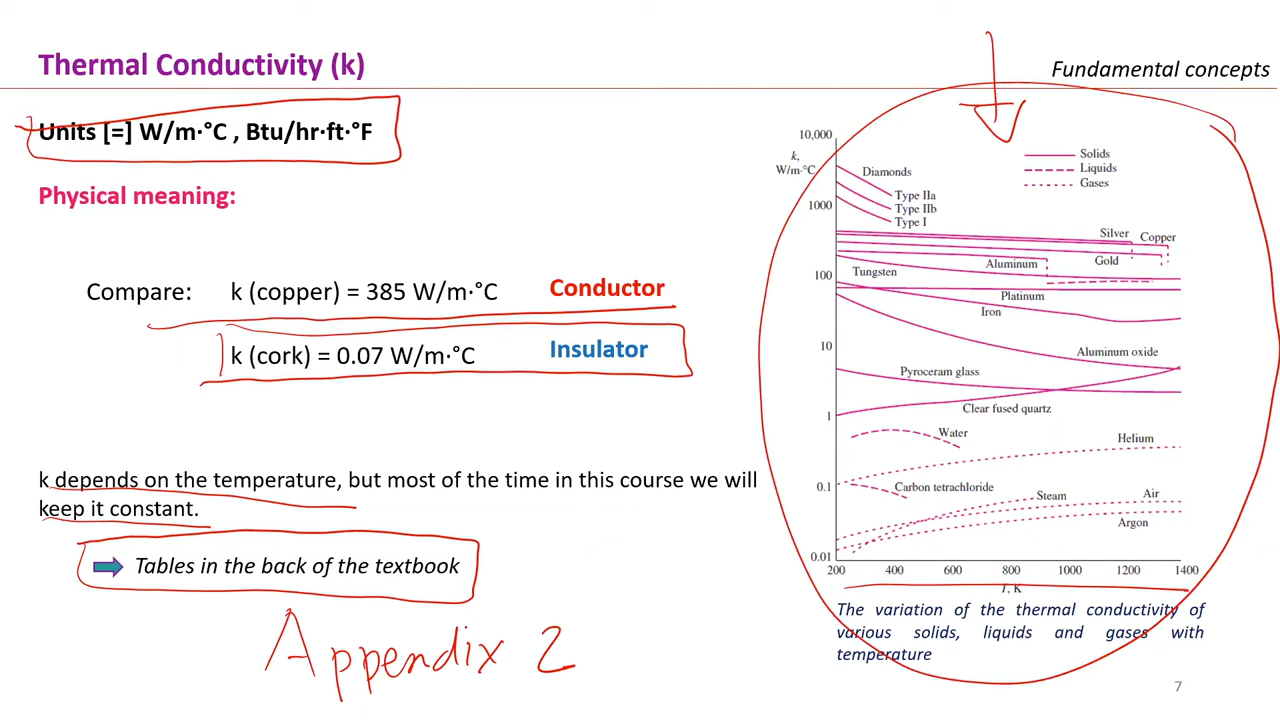 Thermal Conductivity (k)
Fundamental concepts
Units [=] W/m·°C , Btu/hr·ft·°F
Physical meaning:
Compare: k (copper) = 385 W/m·°C Conductor
k (cork) = 0.07 W/m·°C Insulator
k depends on the temperature, but most of the time in this course we will
keep it constant.
Tables in the back of the textbook
Appendix 2
10,000
k,
W/m·°C
1000
100
10
1
0.1
0.01
Solids
Liquids
Gases
Diamonds
Type IIa
Type IIb
Type I
Silver
Copper
Gold
Aluminum
Tungsten
Platinum
Iron
Aluminum oxide
Pyroceram glass
Clear fused quartz
Water
Helium
Carbon tetrachloride
Steam
Air
Argon
200 400 600 800 1000 1200 1400
T, K
The variation of the thermal conductivity of
various solids, liquids and gases with
temperature
7